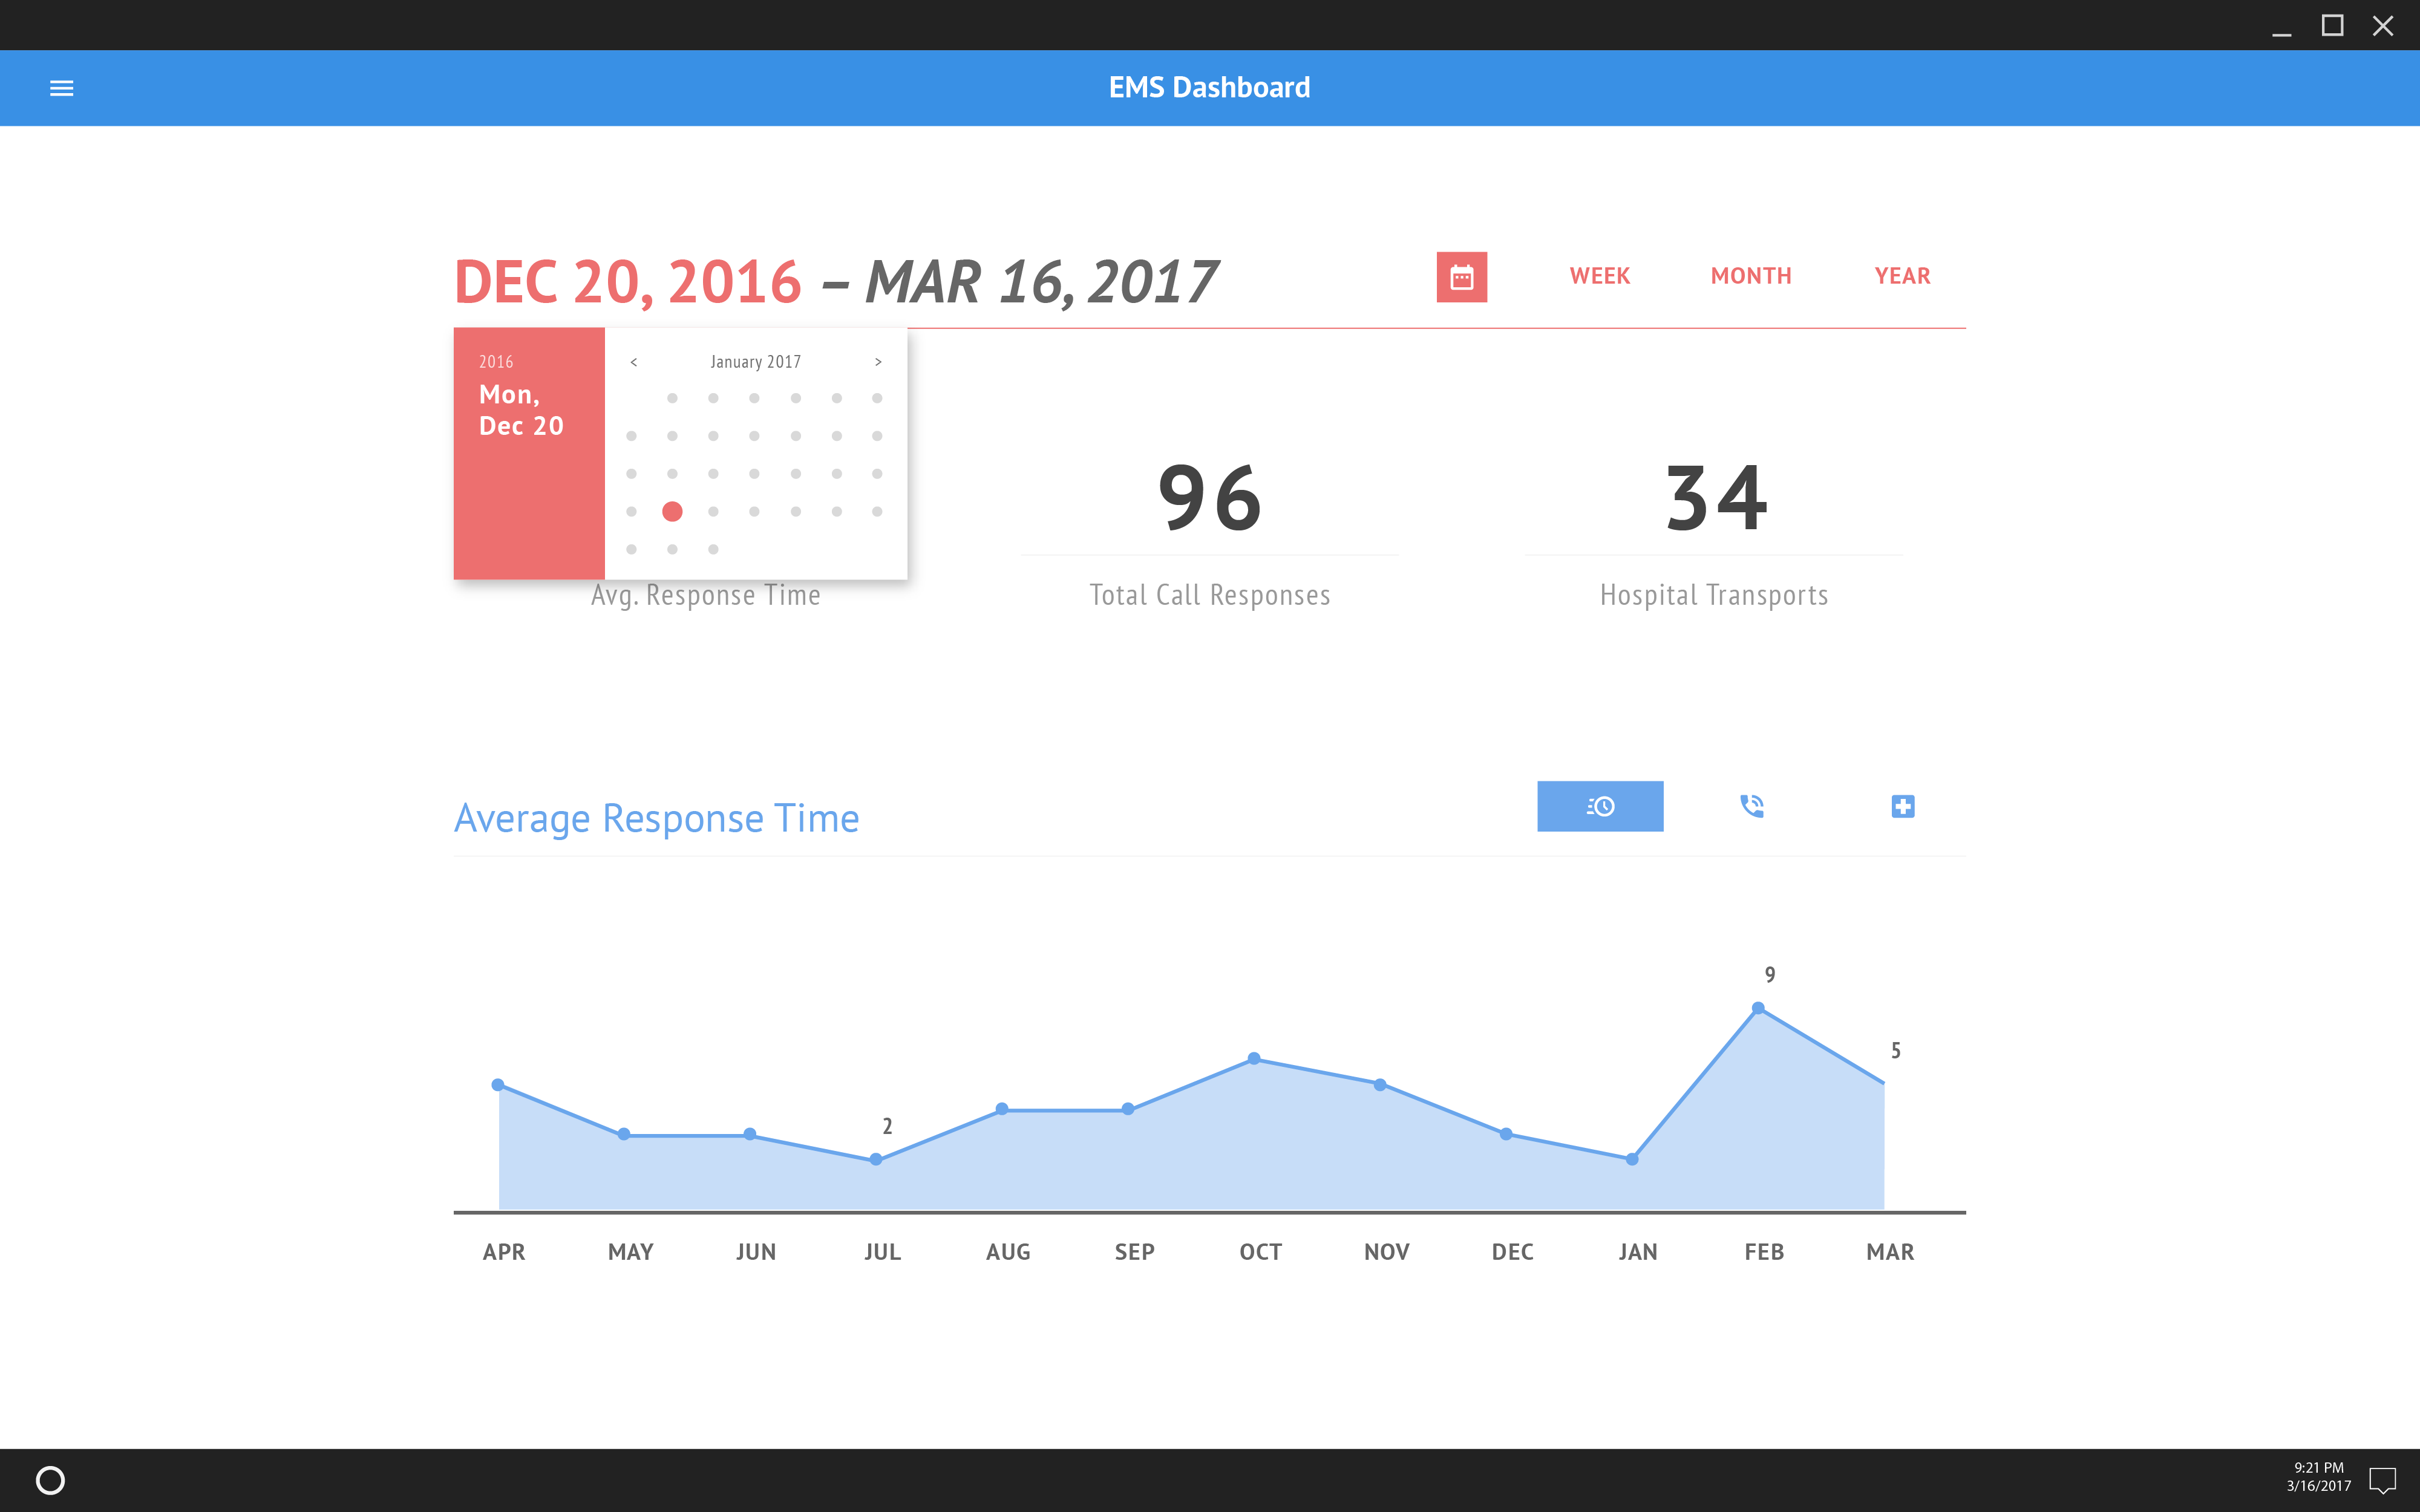 EMS Dashboard
DEC 20, 2016 – MAR 16, 2017
WEEK MONTH YEAR
2016
Mon,
Dec 20
< January 2017 >
96
34
Avg. Response Time
Total Call Responses
Hospital Transports
Average Response Time
9
5
2
APR MAY JUN JUL AUG SEP OCT NOV DEC JAN FEB MAR
9:21 PM
3/16/2017